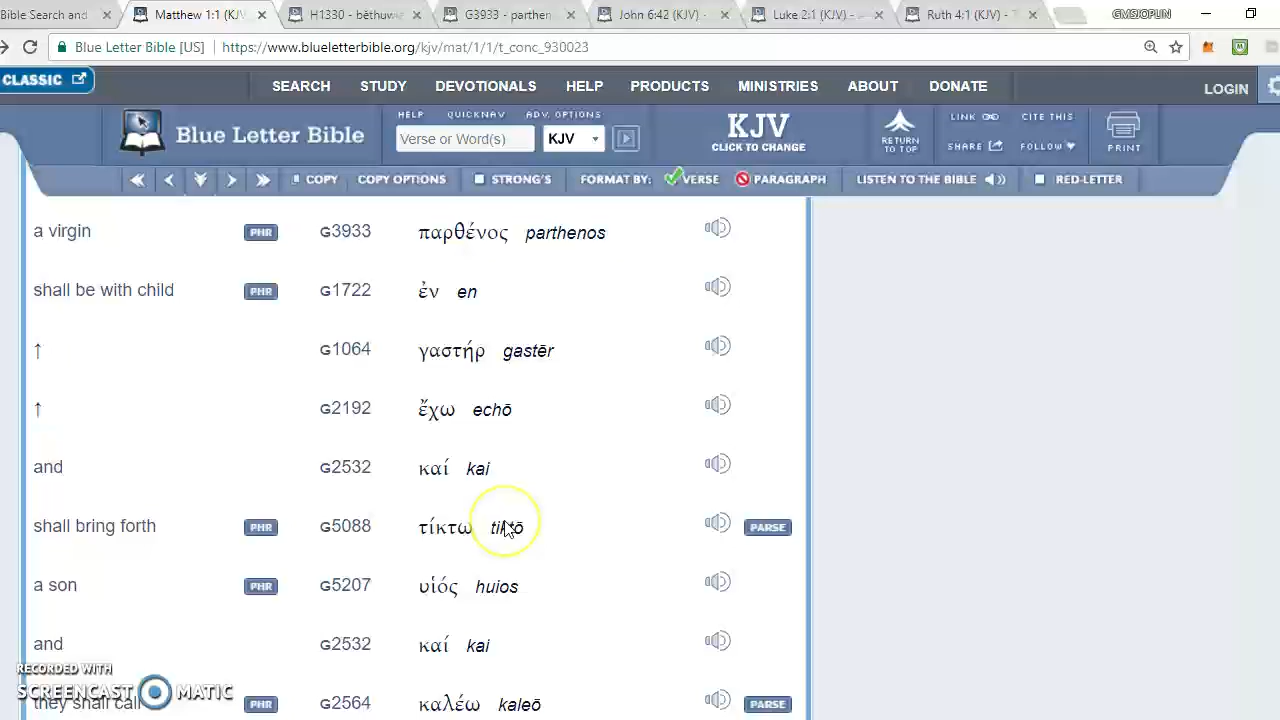 Bible Search and
Matthew 1:1 (KJV)
H1330 - bĕthuwe
G3933 - parthen
John 6:42 (KJV) -
Luke 2:1 (KJV) -
Ruth 4:1 (KJV) - T
GMSIOPLIN
Blue Letter Bible [US]
https://www.blueletterbible.org/kjv/mat/1/1/t_conc_930023
CLASSIC
SEARCH STUDY DEVOTIONALS HELP PRODUCTS MINISTRIES ABOUT DONATE LOGIN
Blue Letter Bible
HELP QUICKNAV ADV. OPTIONS
Verse or Word(s) KJV
KJV
CLICK TO CHANGE
RETURN
TO TOP
LINK CITE THIS
SHARE FOLLOW
PRINT
COPY COPY OPTIONS STRONG'S FORMAT BY: VERSE PARAGRAPH LISTEN TO THE BIBLE RED-LETTER
a virgin PHR G3933 παρθένος parthenos
shall be with child PHR G1722 ἐν en
↑ G1064 γαστήρ gastēr
↑ G2192 ἔχω echō
and G2532 καί kai
shall bring forth PHR G5088 τίκτω tiktō PARSE
a son PHR G5207 υἱός huios
and G2532 καί kai
they shall call PHR G2564 καλέω kaleō PARSE
RECORDED WITH
SCREENCAST MATIC